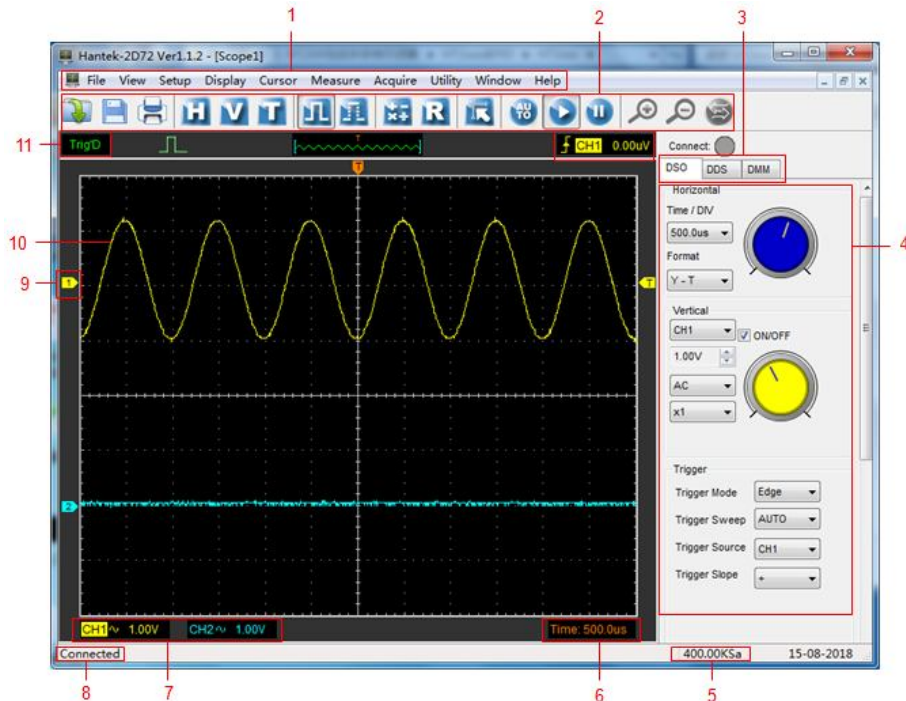 1
2
3
Hantek-2D72 Ver1.1.2 - [Scope1]
File View Setup Display Cursor Measure Acquire Utility Window Help
H V T R AUTO
11
Trig'D
T
CH1 0.00uV
Connect:
T
DSO DDS DMM
Horizontal
Time / DIV
500.0us
4
10
Format
9
1
T
Y - T
Vertical
CH1 ON/OFF
1.00V
AC
x1
Trigger
Trigger Mode Edge
2
Trigger Sweep AUTO
Trigger Source CH1
Trigger Slope +
CH1 1.00V CH2 1.00V Time: 500.0us
Connected 400.00KSa 15-08-2018
8
7
6
5